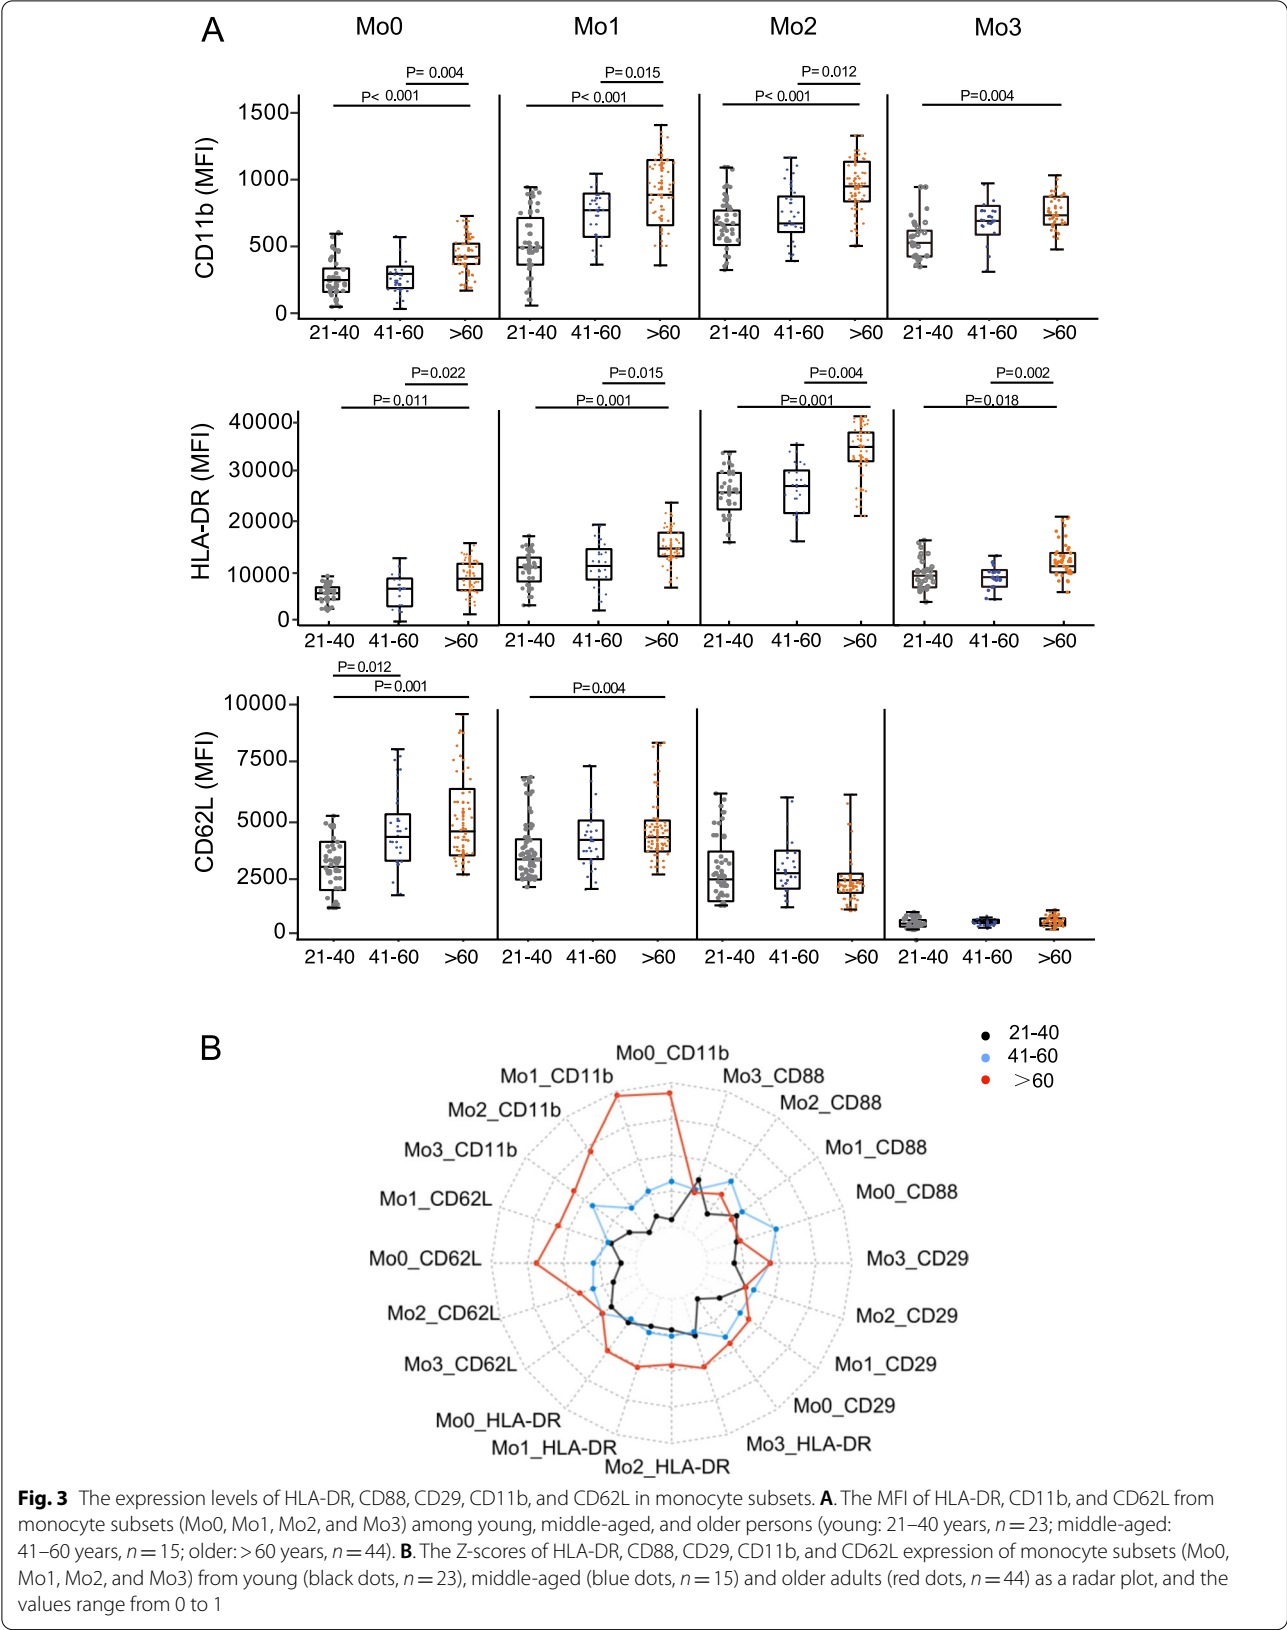 A
Mo0 Mo1 Mo2 Mo3
P= 0.004 P=0.015 P=0.012
P< 0.001 P< 0.001 P< 0.001 P=0.004
CD11b (MFI)
1500
1000
500
0
21-40 41-60 >60 21-40 41-60 >60 21-40 41-60 >60 21-40 41-60 >60
P=0.022 P=0.015 P=0.004 P=0.002
P= 0.011 P= 0.001 P=0.001 P=0.018
HLA-DR (MFI)
40000
30000
20000
10000
0
21-40 41-60 >60 21-40 41-60 >60 21-40 41-60 >60 21-40 41-60 >60
P=0.012
P=0.001 P=0.004
CD62L (MFI)
10000
7500
5000
2500
0
21-40 41-60 >60 21-40 41-60 >60 21-40 41-60 >60 21-40 41-60 >60
B
21-40
41-60
>60
Mo0_CD11b
Mo3_CD88
Mo2_CD88
Mo1_CD88
Mo0_CD88
Mo3_CD29
Mo2_CD29
Mo1_CD29
Mo0_CD29
Mo3_HLA-DR
Mo2_HLA-DR
Mo1_HLA-DR
Mo0_HLA-DR
Mo3_CD62L
Mo2_CD62L
Mo0_CD62L
Mo1_CD62L
Mo3_CD11b
Mo2_CD11b
Mo1_CD11b
Fig. 3 The expression levels of HLA-DR, CD88, CD29, CD11b, and CD62L in monocyte subsets. A. The MFI of HLA-DR, CD11b, and CD62L from
monocyte subsets (Mo0, Mo1, Mo2, and Mo3) among young, middle-aged, and older persons (young: 21–40 years, n = 23; middle-aged:
41–60 years, n = 15; older: > 60 years, n = 44). B. The Z-scores of HLA-DR, CD88, CD29, CD11b, and CD62L expression of monocyte subsets (Mo0,
Mo1, Mo2, and Mo3) from young (black dots, n = 23), middle-aged (blue dots, n = 15) and older adults (red dots, n = 44) as a radar plot, and the
values range from 0 to 1